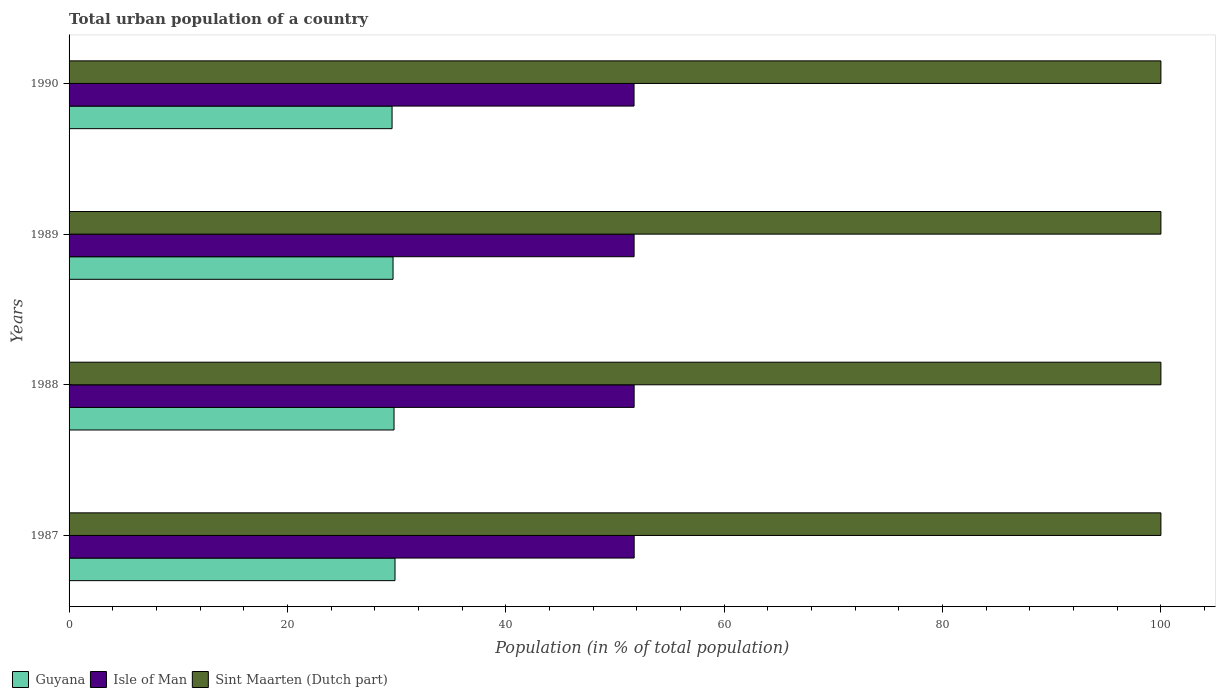 Total urban population of a country
1990
1989
1988
1987
Years
0
20
40
60
80
100
Population (in % of total population)
Guyana
Isle of Man
Sint Maarten (Dutch part)